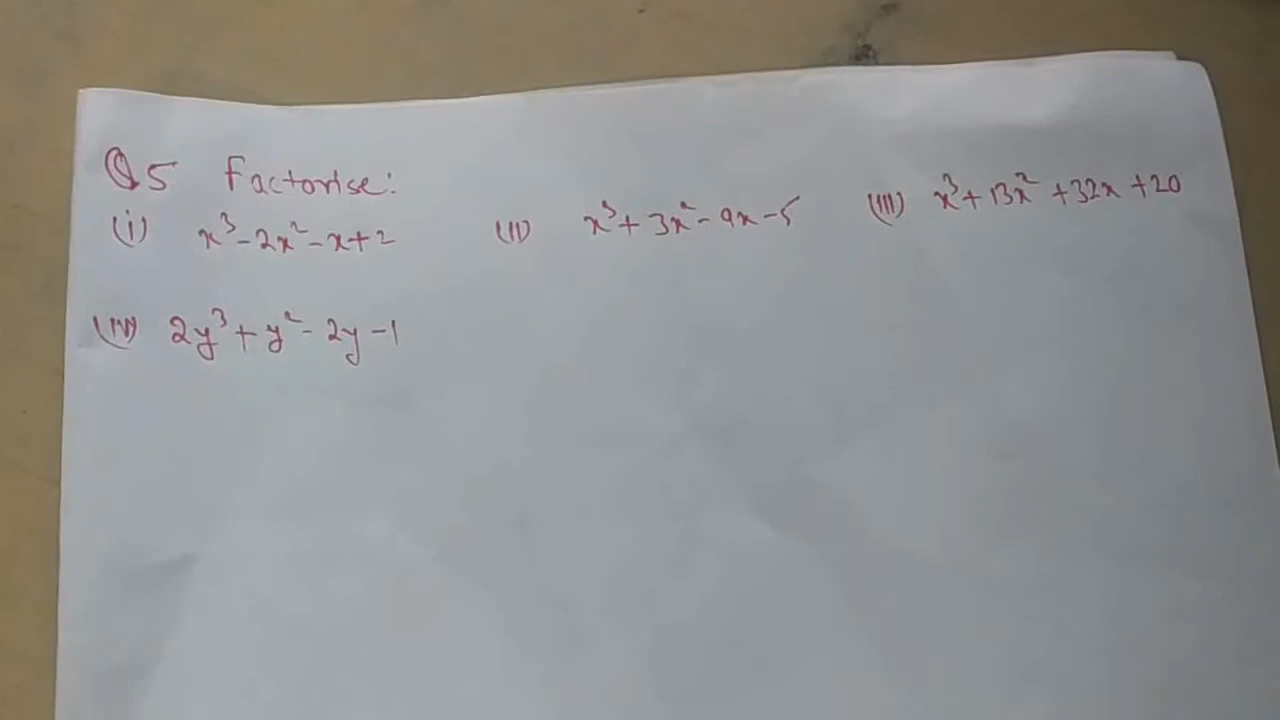 Q5 Factorise:
(i) x³-2x²-x+2 (II) x³+3x²-9x-5 (III) x³+13x²+32x+20
(IV) 2y³+y²-2y-1